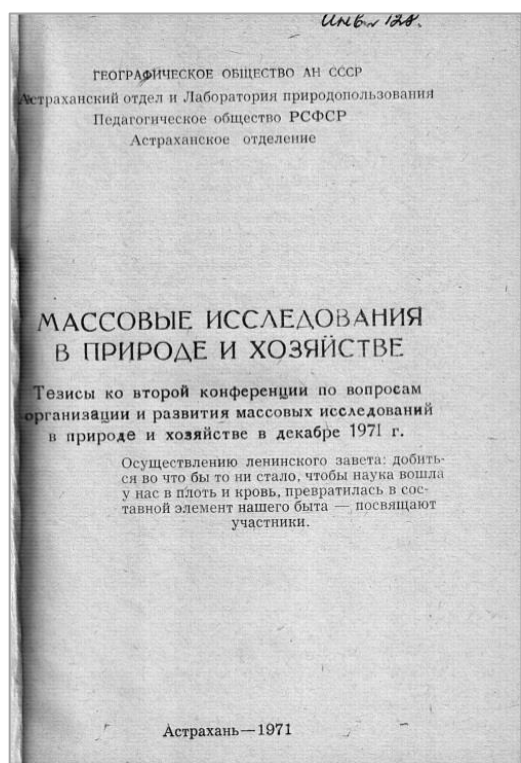 Инв. № 128.
ГЕОГРАФИЧЕСКОЕ ОБЩЕСТВО АН СССР
Астраханский отдел и Лаборатория природопользования
Педагогическое общество РСФСР
Астраханское отделение
МАССОВЫЕ ИССЛЕДОВАНИЯ
В ПРИРОДЕ И ХОЗЯЙСТВЕ
Тезисы ко второй конференции по вопросам
организации и развития массовых исследований
в природе и хозяйстве в декабре 1971 г.
Осуществлению ленинского завета: добить-
ся во что бы то ни стало, чтобы наука вошла
у нас в плоть и кровь, превратилась в сос-
тавной элемент нашего быта — посвящают
участники.
Астрахань—1971